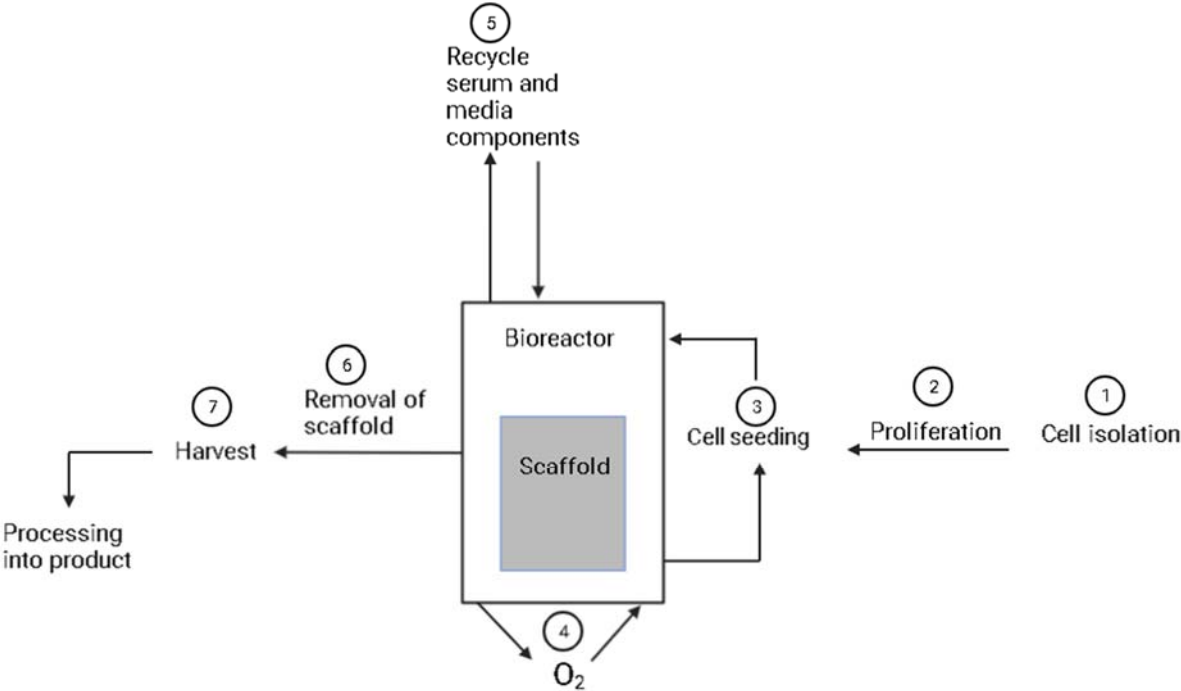 5
Recycle
serum and
media
components
Bioreactor
Scaffold
6
Removal of
scaffold
7
Harvest
Processing
into product
3
Cell seeding
2
Proliferation
1
Cell isolation
4
O₂